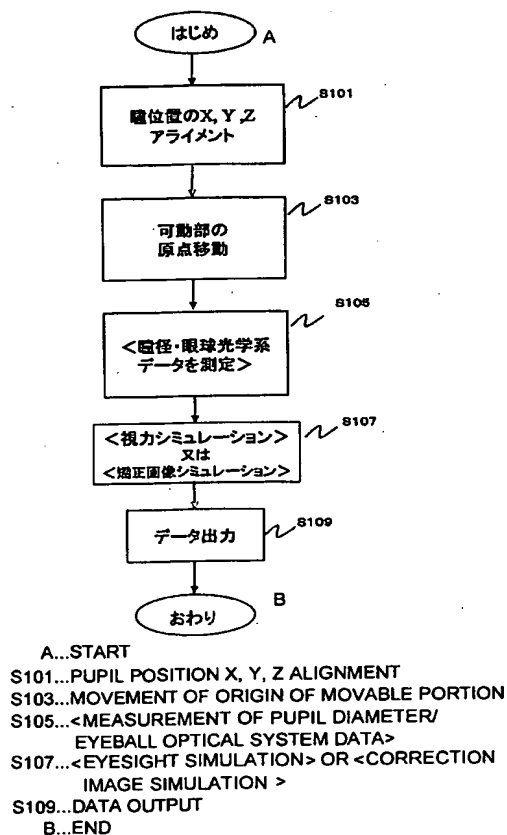 はじめ
A
S101
瞳位置のX, Y ,Z
アライメント
S103
可動部の
原点移動
S105
<瞳径・眼球光学系
データを測定>
S107
<視力シミュレーション>
又は
<矯正画像シミュレーション>
S109
データ出力
B
おわり
A...START
S101...PUPIL POSITION X, Y, Z ALIGNMENT
S103...MOVEMENT OF ORIGIN OF MOVABLE PORTION
S105...<MEASUREMENT OF PUPIL DIAMETER/
EYEBALL OPTICAL SYSTEM DATA>
S107...<EYESIGHT SIMULATION> OR <CORRECTION
IMAGE SIMULATION >
S109...DATA OUTPUT
B...END